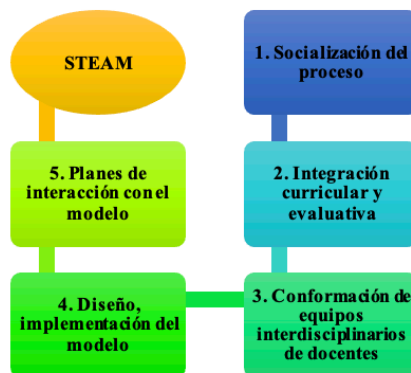 STEAM
1. Socialización del
proceso
5. Planes de
interacción con el
modelo
2. Integración
curricular y
evaluativa
4. Diseño,
implementación del
modelo
3. Conformación de
equipos
interdisciplinarios
de docentes